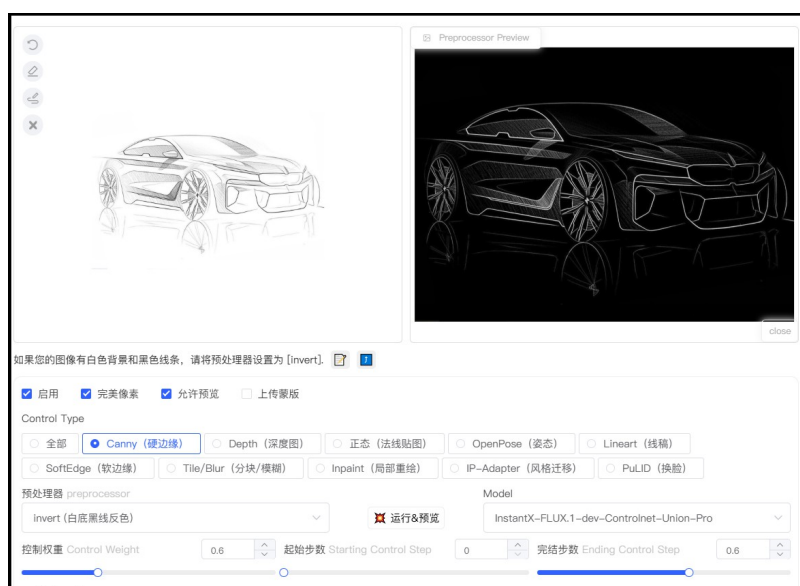 Preprocessor Preview
close
如果您的图像有白色背景和黑色线条，请将预处理器设置为 [invert].
启用 完美像素 允许预览 上传蒙版
Control Type
全部 Canny（硬边缘） Depth（深度图） 正态（法线贴图） OpenPose（姿态） Lineart（线稿）
SoftEdge（软边缘） Tile/Blur（分块/模糊） Inpaint（局部重绘） IP-Adapter（风格迁移） PuLID（换脸）
预处理器 preprocessor Model
invert (白底黑线反色) 运行&预览 InstantX-FLUX.1-dev-Controlnet-Union-Pro
控制权重 Control Weight 0.6 起始步数 Starting Control Step 0 完结步数 Ending Control Step 0.6